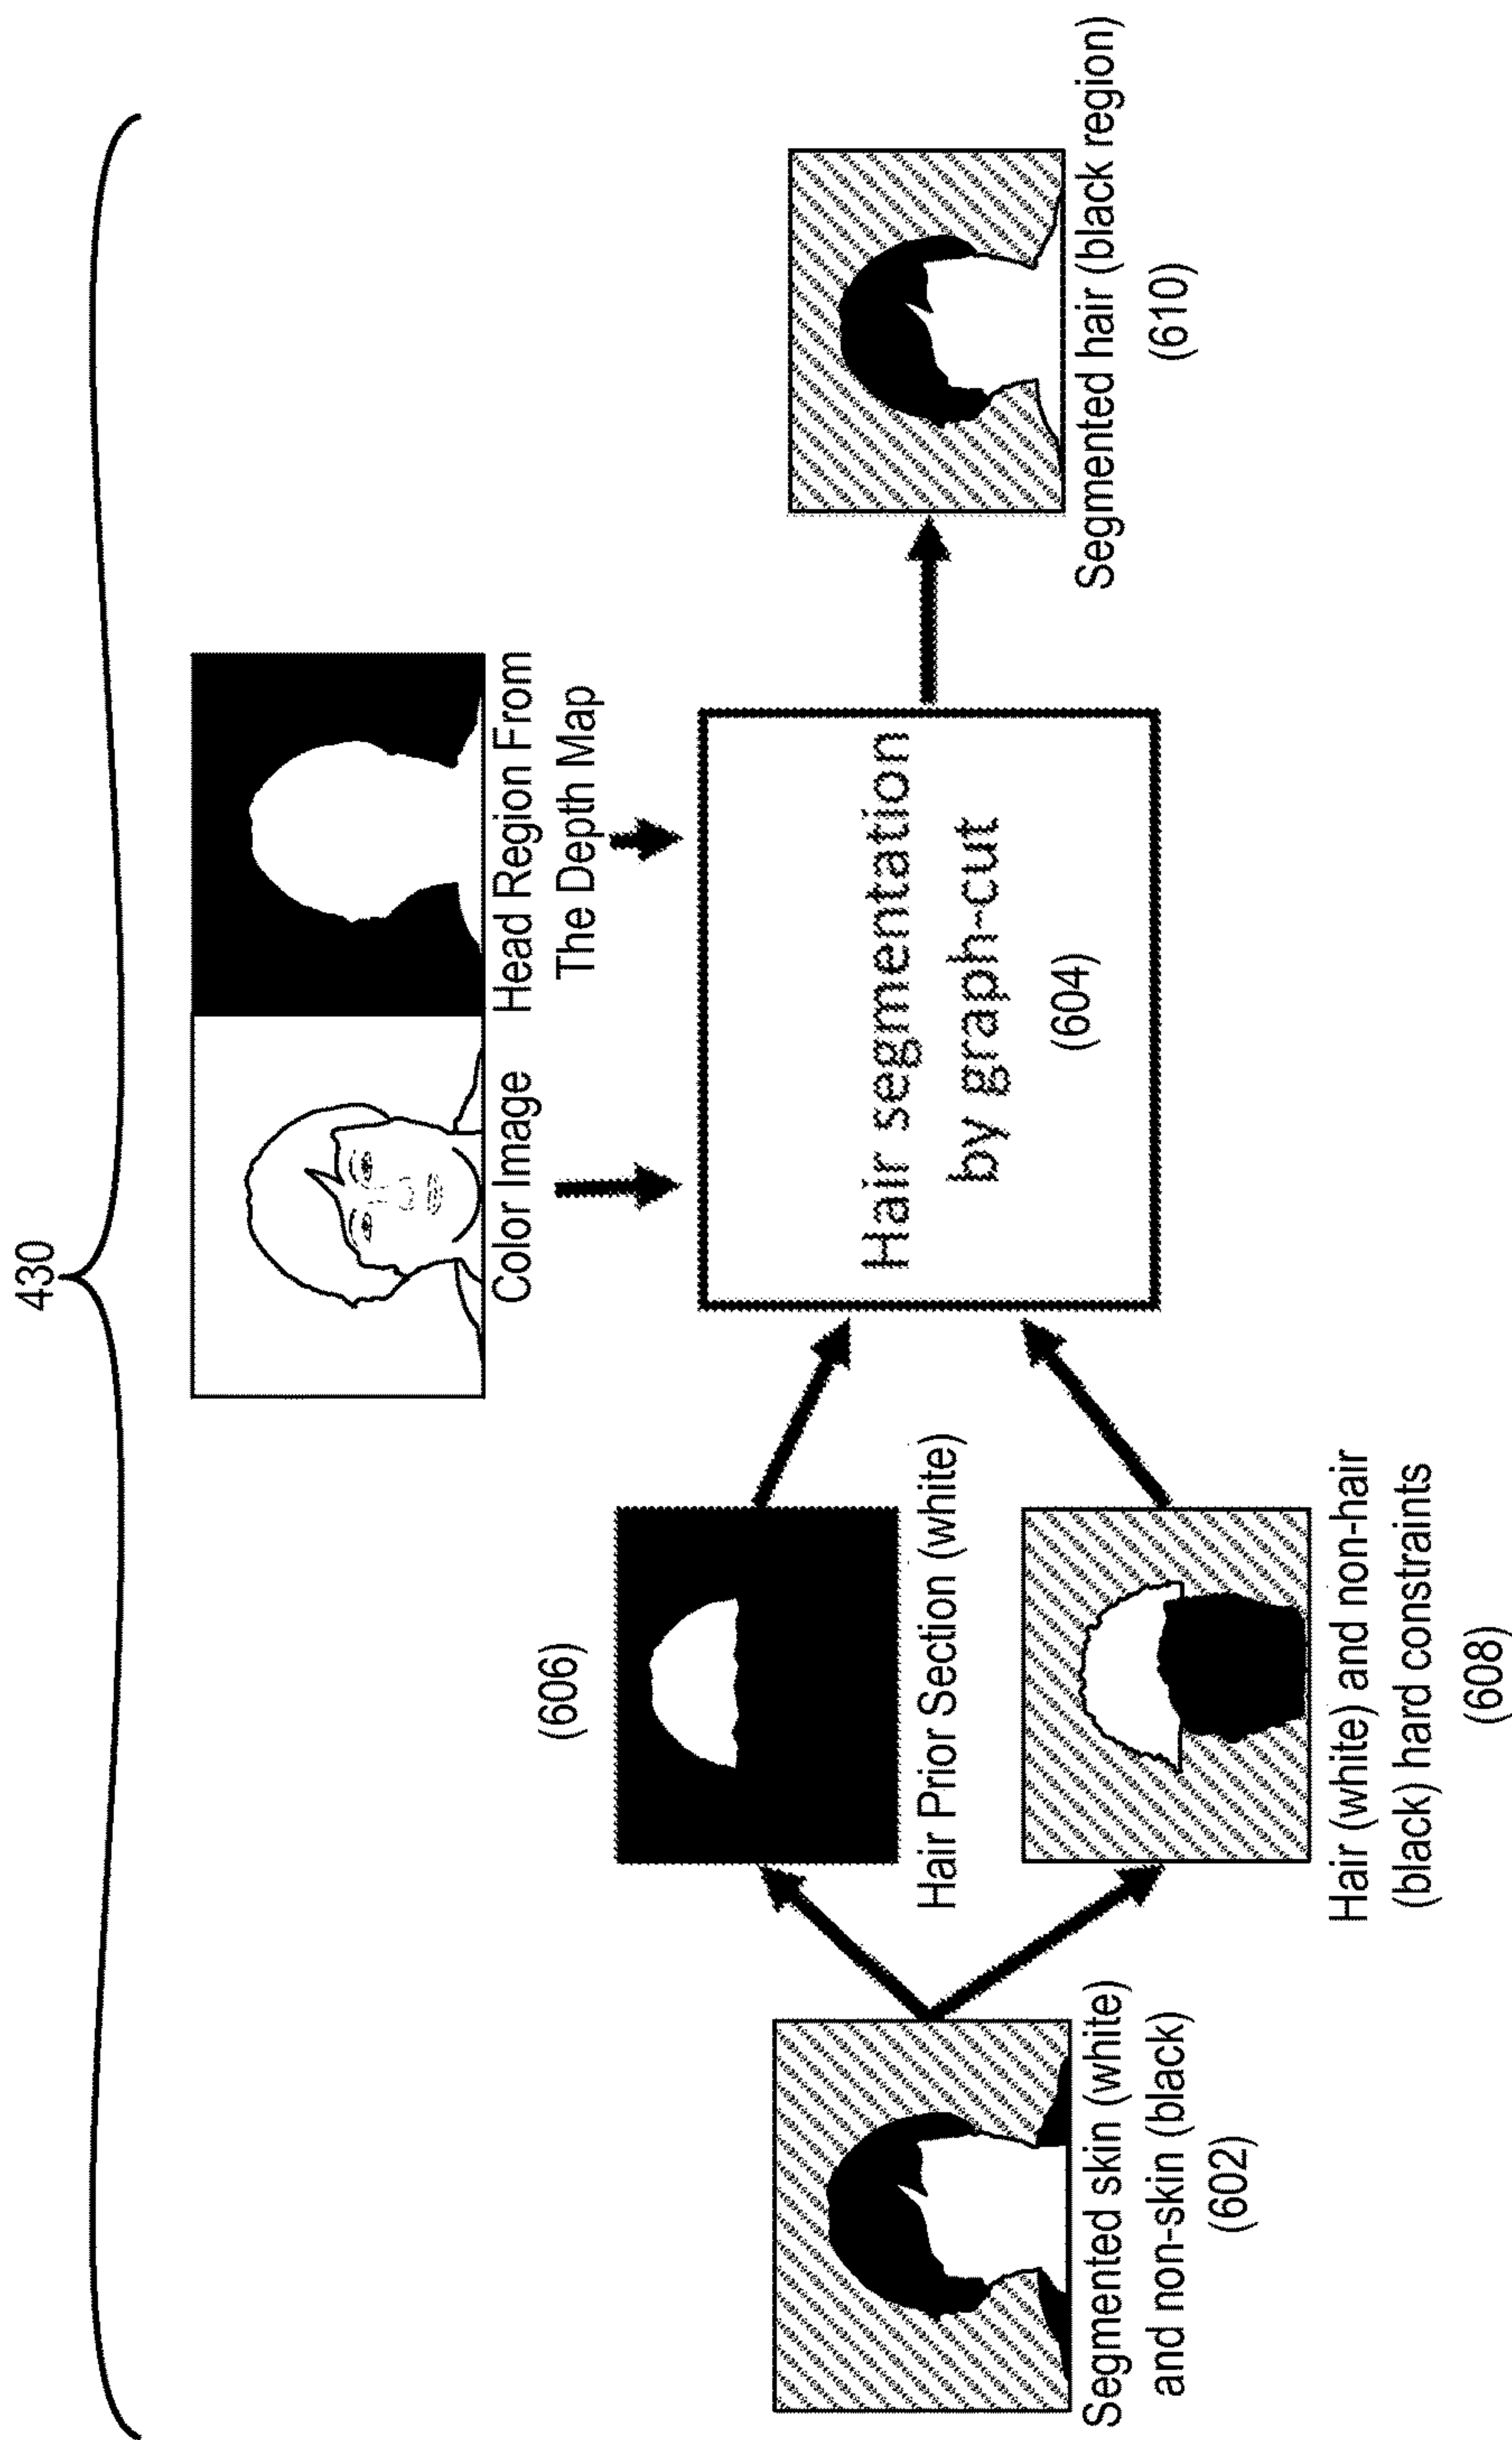 430
Color Image
Head Region From
The Depth Map
(606)
Hair Prior Section (white)
Segmented skin (white)
and non-skin (black)
(602)
Hair (white) and non-hair
(black) hard constraints
(608)
Hair segmentation
by graph-cut
(604)
Segmented hair (black region)
(610)